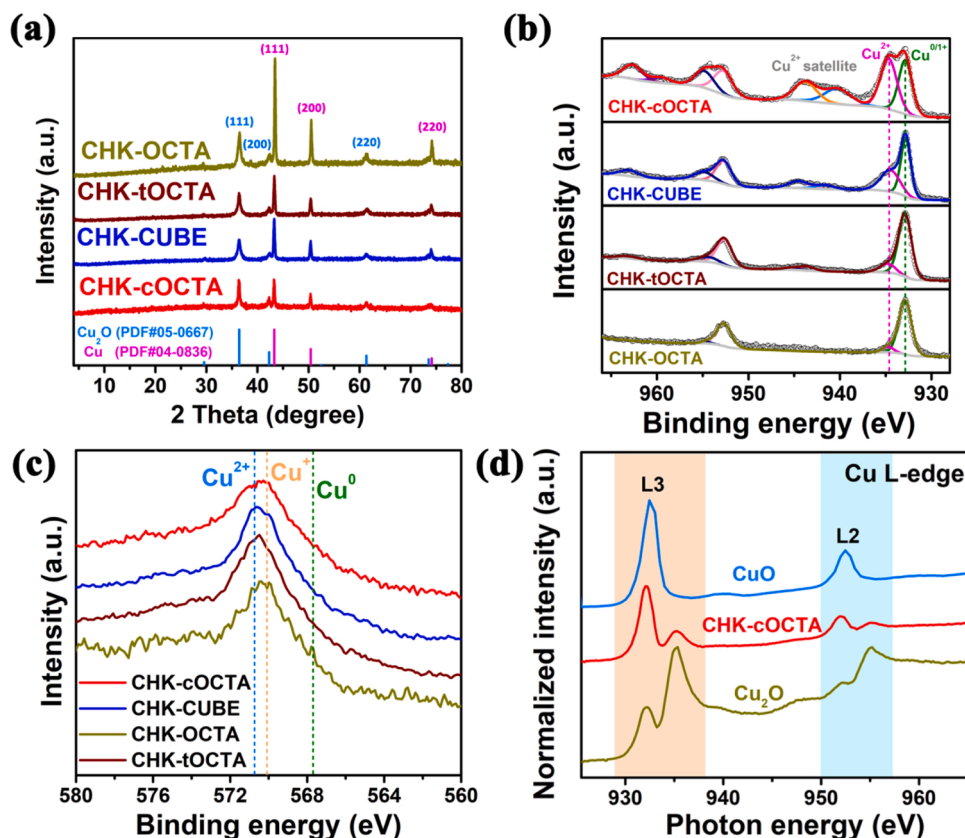 (a)
Intensity (a.u.)
(111)
(111)
(200)
(200)
(220)
(220)
CHK-OCTA
CHK-tOCTA
CHK-CUBE
CHK-cOCTA
Cu₂O (PDF#05-0667)
Cu (PDF#04-0836)
10 20 30 40 50 60 70 80
2 Theta (degree)
(b)
Intensity (a.u.)
Cu²⁺ satellite
Cu²⁺
Cu⁰ᐟ¹⁺
CHK-cOCTA
CHK-CUBE
CHK-tOCTA
CHK-OCTA
960 950 940 930
Binding energy (eV)
(c)
Intensity (a.u.)
Cu²⁺
Cu⁺
Cu⁰
CHK-cOCTA
CHK-CUBE
CHK-OCTA
CHK-tOCTA
580 576 572 568 564 560
Binding energy (eV)
(d)
Normalized intensity (a.u.)
Cu L-edge
L3
L2
CuO
CHK-cOCTA
Cu₂O
930 940 950 960
Photon energy (eV)